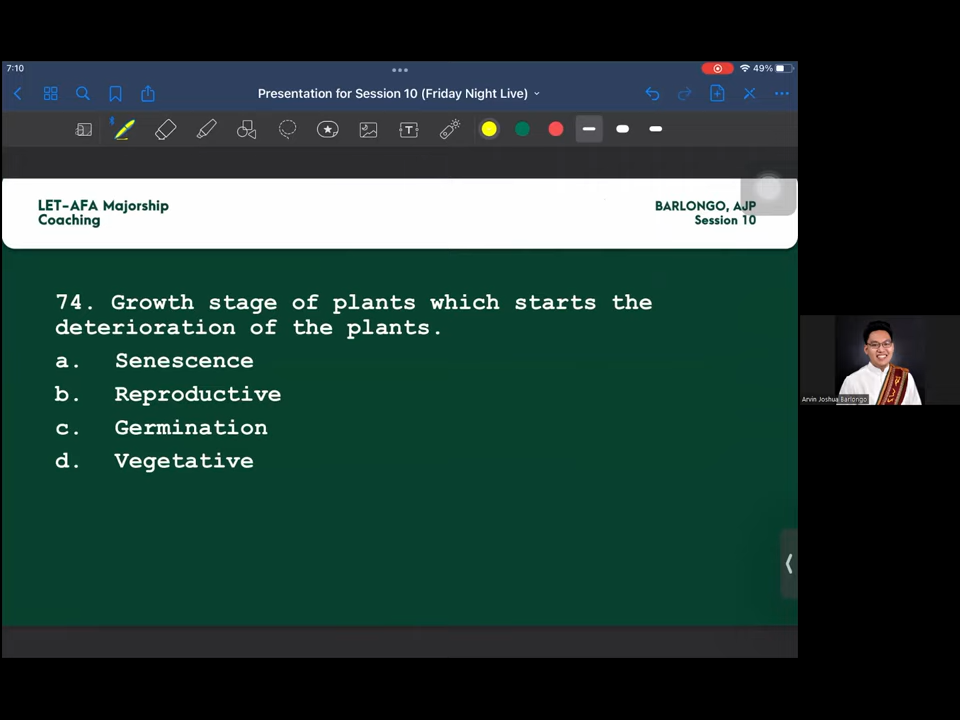 7:10
49%
Presentation for Session 10 (Friday Night Live)
T
LET-AFA Majorship
Coaching
BARLONGO, AJP
Session 10
74. Growth stage of plants which starts the
deterioration of the plants.
a. Senescence
b. Reproductive
c. Germination
d. Vegetative
Arvin Joshua Barlongo